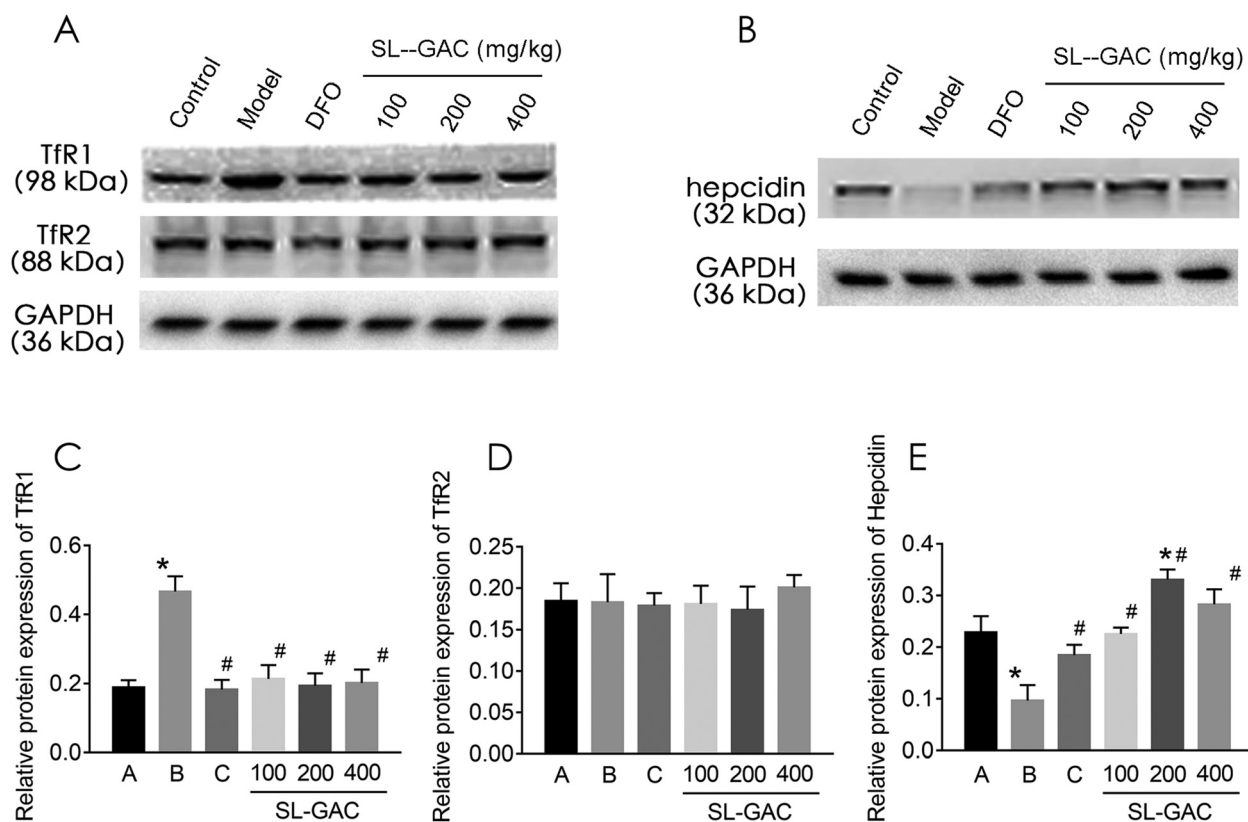 A
SL--GAC (mg/kg)
Control
Model
DFO
100
200
400
TfR1
(98 kDa)
TfR2
(88 kDa)
GAPDH
(36 kDa)
B
SL--GAC (mg/kg)
Control
Model
DFO
100
200
400
hepcidin
(32 kDa)
GAPDH
(36 kDa)
C
Relative protein expression of TfR1
0.6
0.4
0.2
0.0
*
#
#
#
#
A B C 100 200 400
SL-GAC
D
Relative protein expression of TfR2
0.25
0.20
0.15
0.10
0.05
0.00
A B C 100 200 400
SL-GAC
E
Relative protein expression of Hepcidin
0.4
0.3
0.2
0.1
0.0
*
#
#
*#
#
A B C 100 200 400
SL-GAC